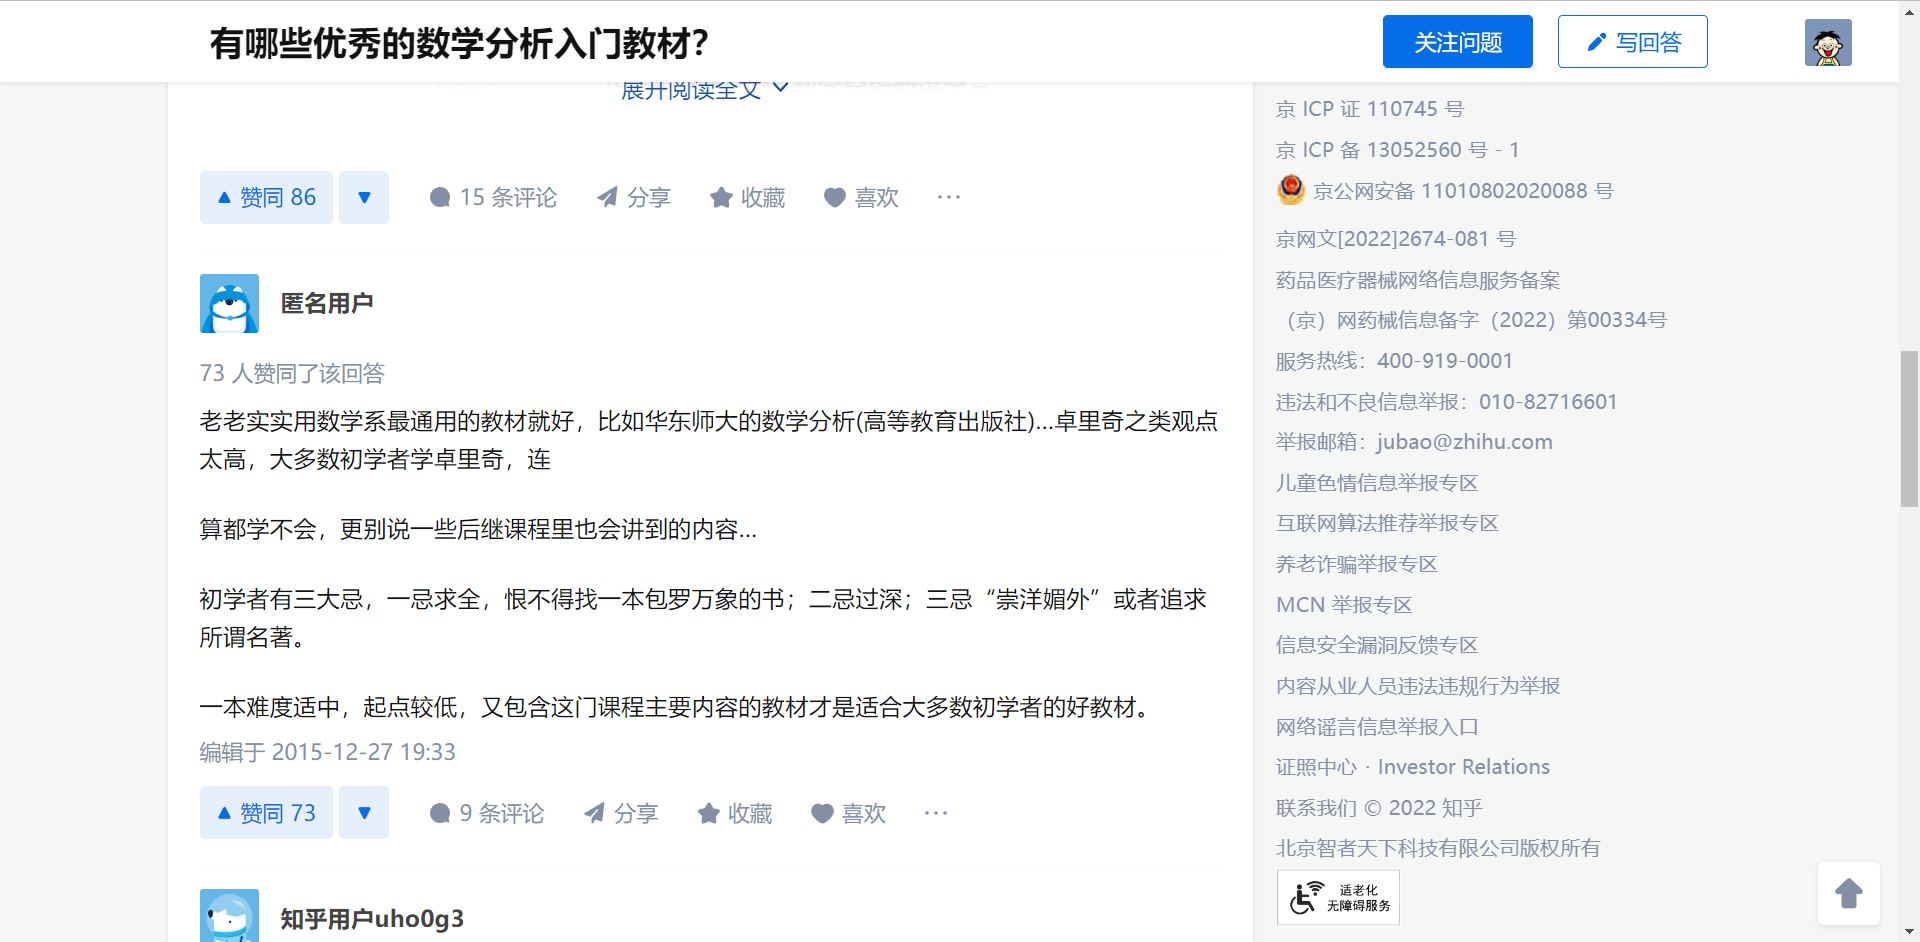 有哪些优秀的数学分析入门教材？
关注问题
写回答
展开阅读全文
赞同 86
15 条评论
分享
收藏
喜欢
匿名用户
73 人赞同了该回答
老老实实用数学系最通用的教材就好，比如华东师大的数学分析(高等教育出版社)...卓里奇之类观点
太高，大多数初学者学卓里奇，连
算都学不会，更别说一些后继课程里也会讲到的内容...
初学者有三大忌，一忌求全，恨不得找一本包罗万象的书；二忌过深；三忌“崇洋媚外”或者追求
所谓名著。
一本难度适中，起点较低，又包含这门课程主要内容的教材才是适合大多数初学者的好教材。
编辑于 2015-12-27 19:33
赞同 73
9 条评论
分享
收藏
喜欢
知乎用户uho0g3
京 ICP 证 110745 号
京 ICP 备 13052560 号 - 1
京公网安备 11010802020088 号
京网文[2022]2674-081 号
药品医疗器械网络信息服务备案
（京）网药械信息备字（2022）第00334号
服务热线：400-919-0001
违法和不良信息举报：010-82716601
举报邮箱：jubao@zhihu.com
儿童色情信息举报专区
互联网算法推荐举报专区
养老诈骗举报专区
MCN 举报专区
信息安全漏洞反馈专区
内容从业人员违法违规行为举报
网络谣言信息举报入口
证照中心 · Investor Relations
联系我们 © 2022 知乎
北京智者天下科技有限公司版权所有
适老化
无障碍服务